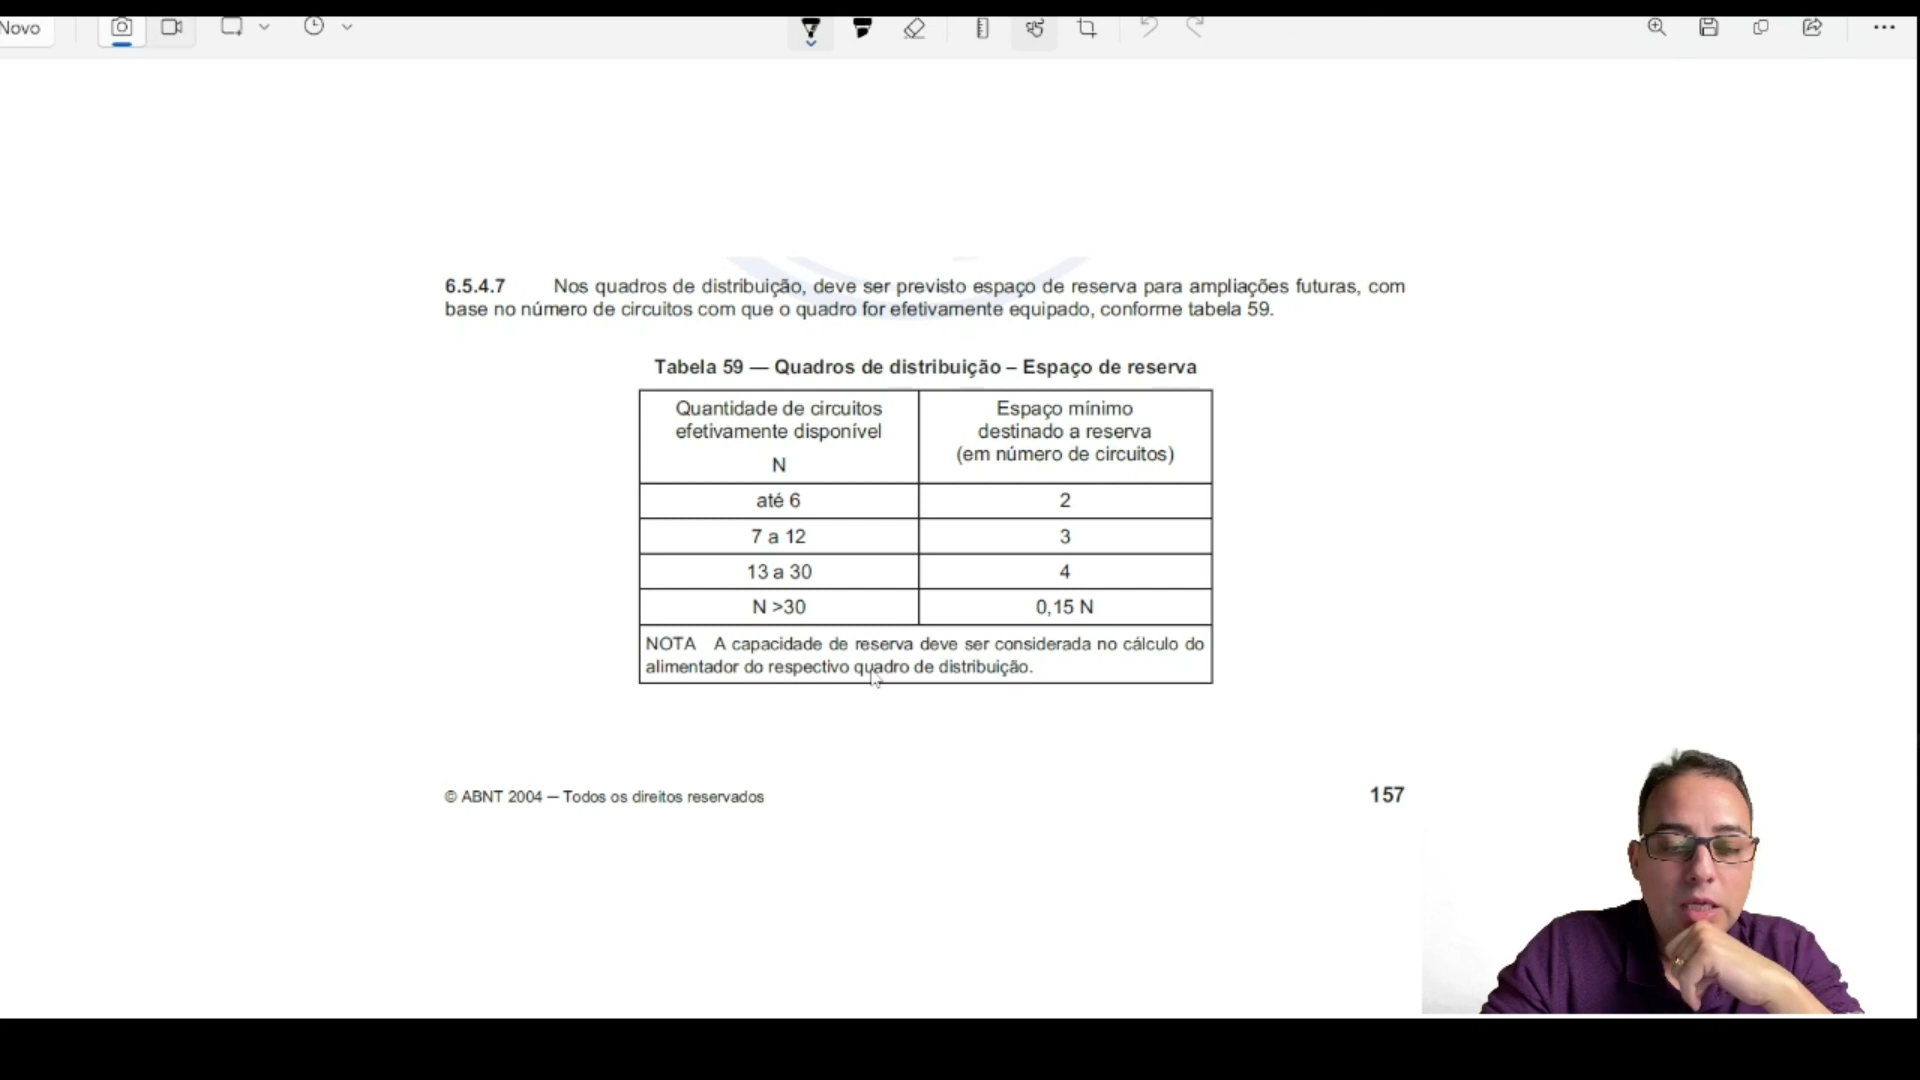 Novo
6.5.4.7 Nos quadros de distribuição, deve ser previsto espaço de reserva para ampliações futuras, com
base no número de circuitos com que o quadro for efetivamente equipado, conforme tabela 59.
Tabela 59 — Quadros de distribuição – Espaço de reserva
Quantidade de circuitos
efetivamente disponível
N
Espaço mínimo
destinado a reserva
(em número de circuitos)
até 6 2
7 a 12 3
13 a 30 4
N >30 0,15 N
NOTA A capacidade de reserva deve ser considerada no cálculo do
alimentador do respectivo quadro de distribuição.
© ABNT 2004 — Todos os direitos reservados 157